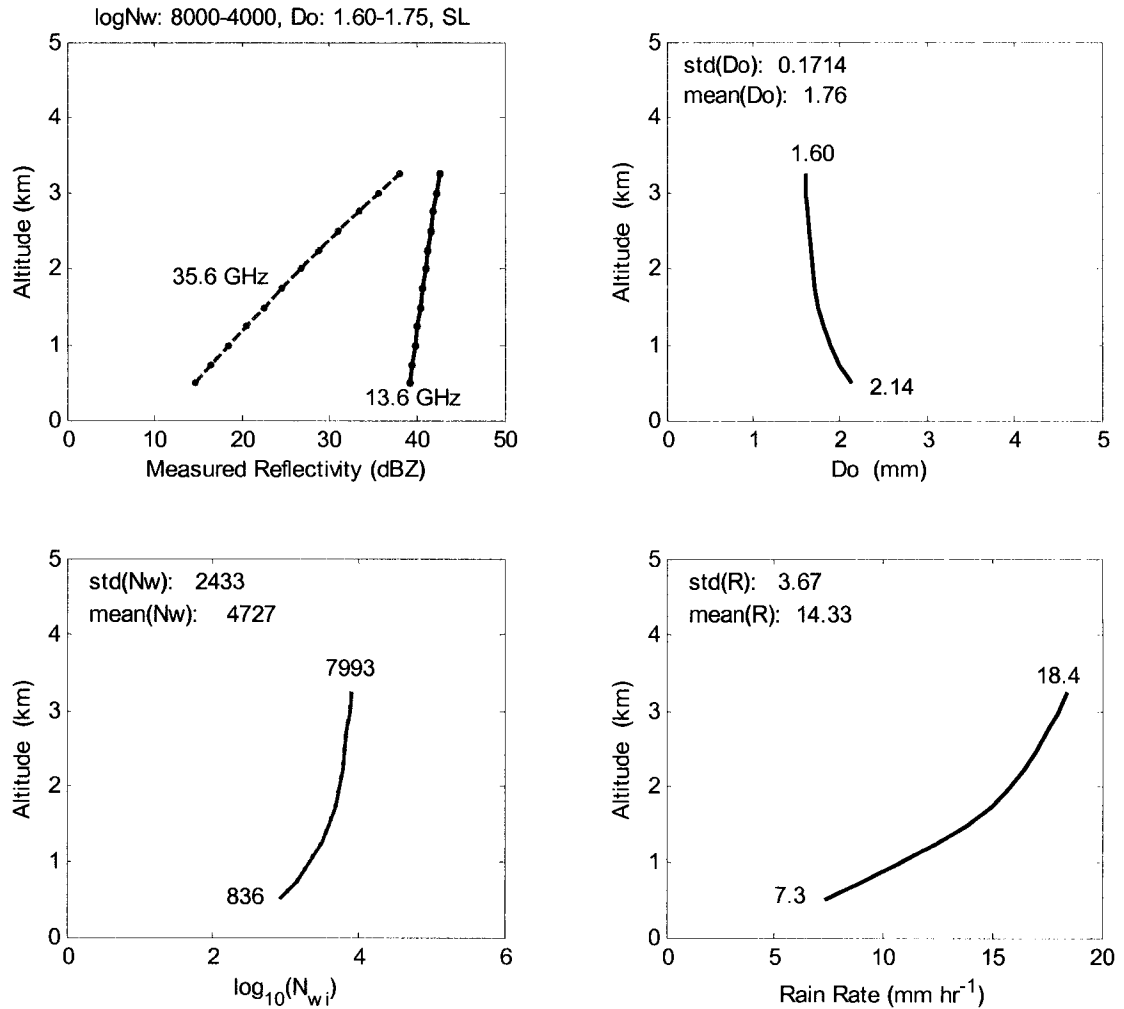 logNw: 8000-4000, Do: 1.60-1.75, SL
5
4
3
2
1
0
Altitude (km)
35.6 GHz
13.6 GHz
0 10 20 30 40 50
Measured Reflectivity (dBZ)
5
4
3
2
1
0
Altitude (km)
std(Do): 0.1714
mean(Do): 1.76
1.60
2.14
0 1 2 3 4 5
Do (mm)
5
4
3
2
1
0
Altitude (km)
std(Nw): 2433
mean(Nw): 4727
7993
836
0 2 4 6
log10(Nwi)
5
4
3
2
1
0
Altitude (km)
std(R): 3.67
mean(R): 14.33
18.4
7.3
0 5 10 15 20
Rain Rate (mm hr-1)